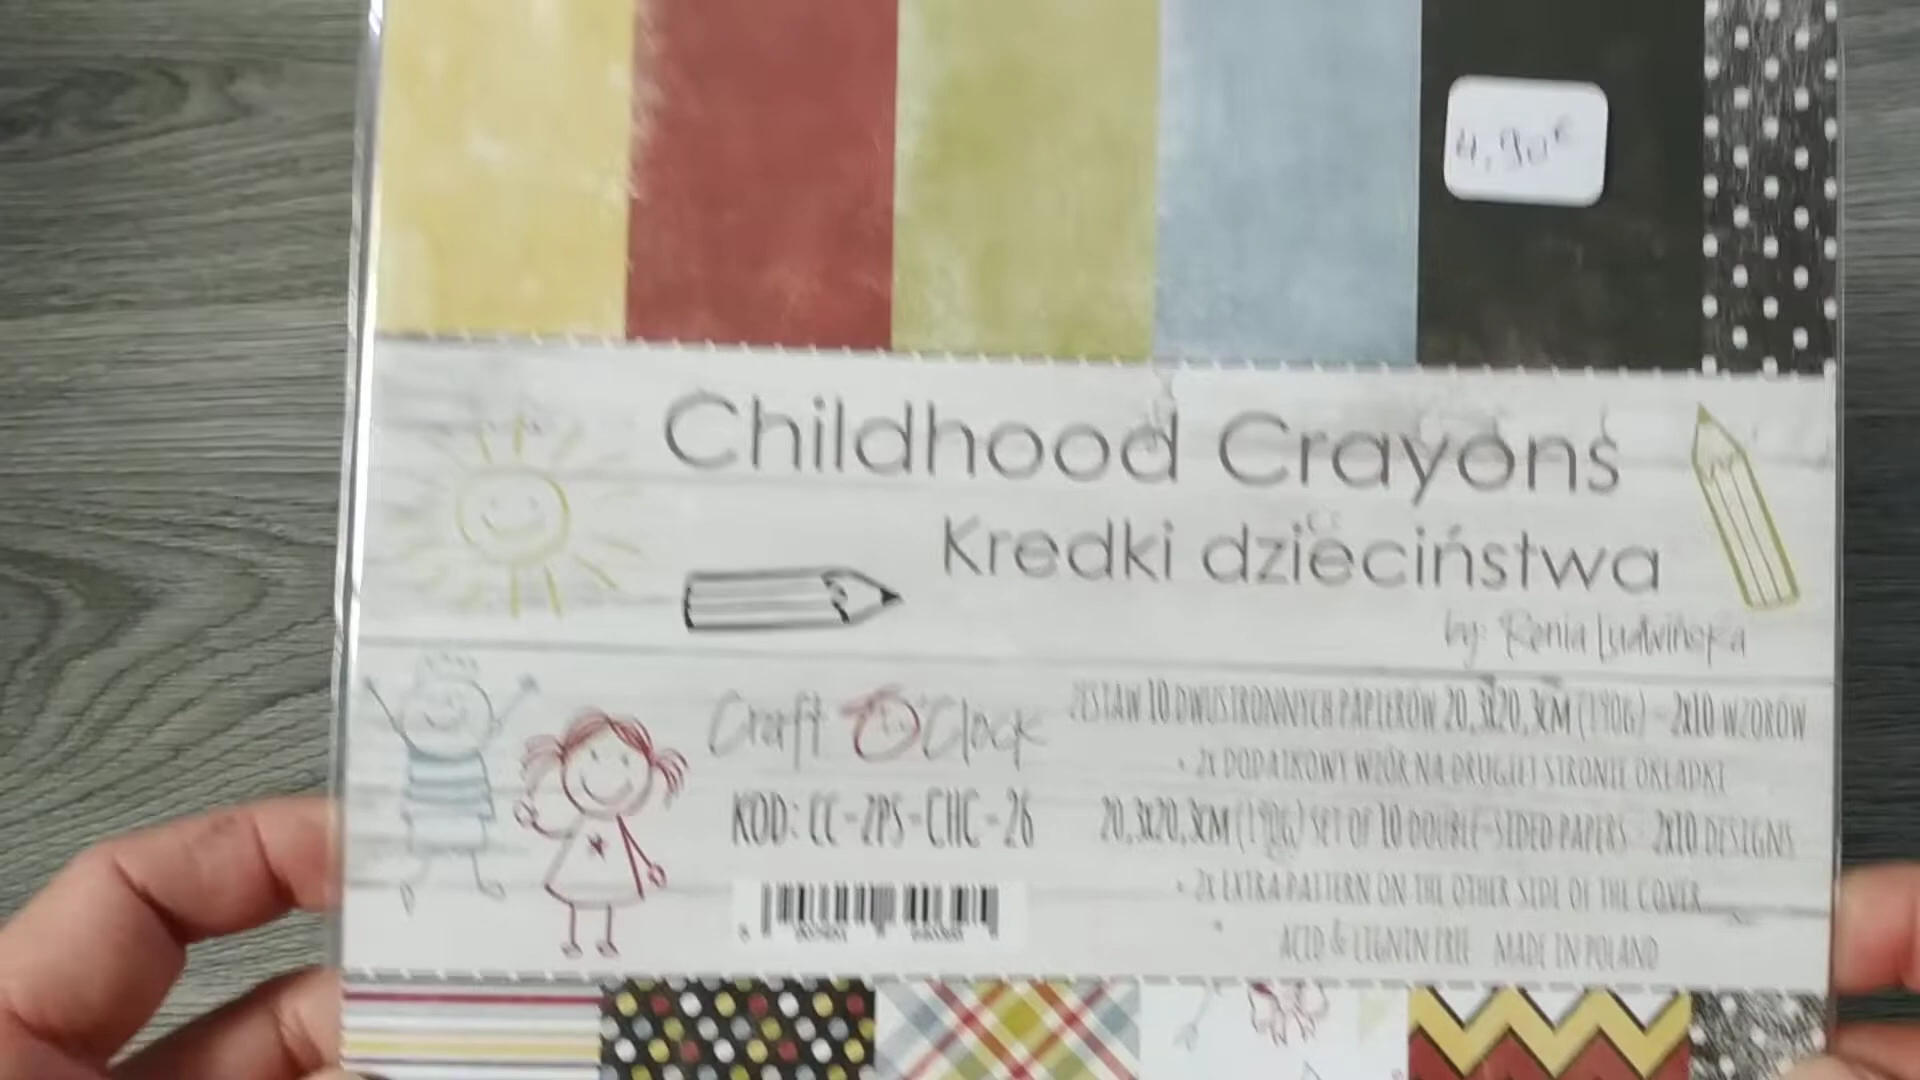 4,90€
Childhood Crayons
Kredki dzieciństwa
by: Renia Ludwińska
Craft O'Clock
KOD: CC-ZPS-CHC-26
ZESTAW 10 DWUSTRONNYCH PAPIERÓW 20,3X20,3CM (190G) - 2X10 WZORÓW
+ 2X DODATKOWY WZÓR NA DRUGIEJ STRONIE OKŁADKI
20,3X20,3CM (190G) SET OF 10 DOUBLE-SIDED PAPERS - 2X10 DESIGNS
+ 2X EXTRA PATTERN ON THE OTHER SIDE OF THE COVER
ACID & LIGNIN FREE MADE IN POLAND